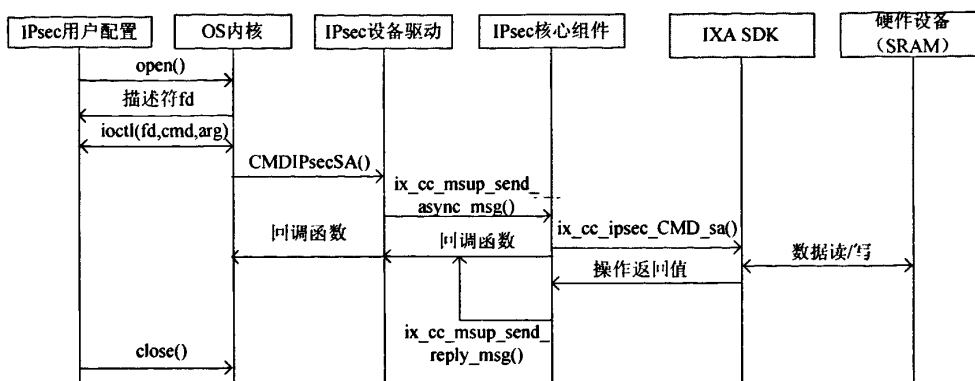 IPsec用户配置
OS内核
IPsec设备驱动
IPsec核心组件
IXA SDK
硬件设备
（SRAM）
open()
描述符fd
ioctl(fd,cmd,arg)
CMDIPsecSA()
ix_cc_msup_send_
async_msg()
回调函数
回调函数
ix_cc_ipsec_CMD_sa()
数据读/写
操作返回值
ix_cc_msup_send_
reply_msg()
close()